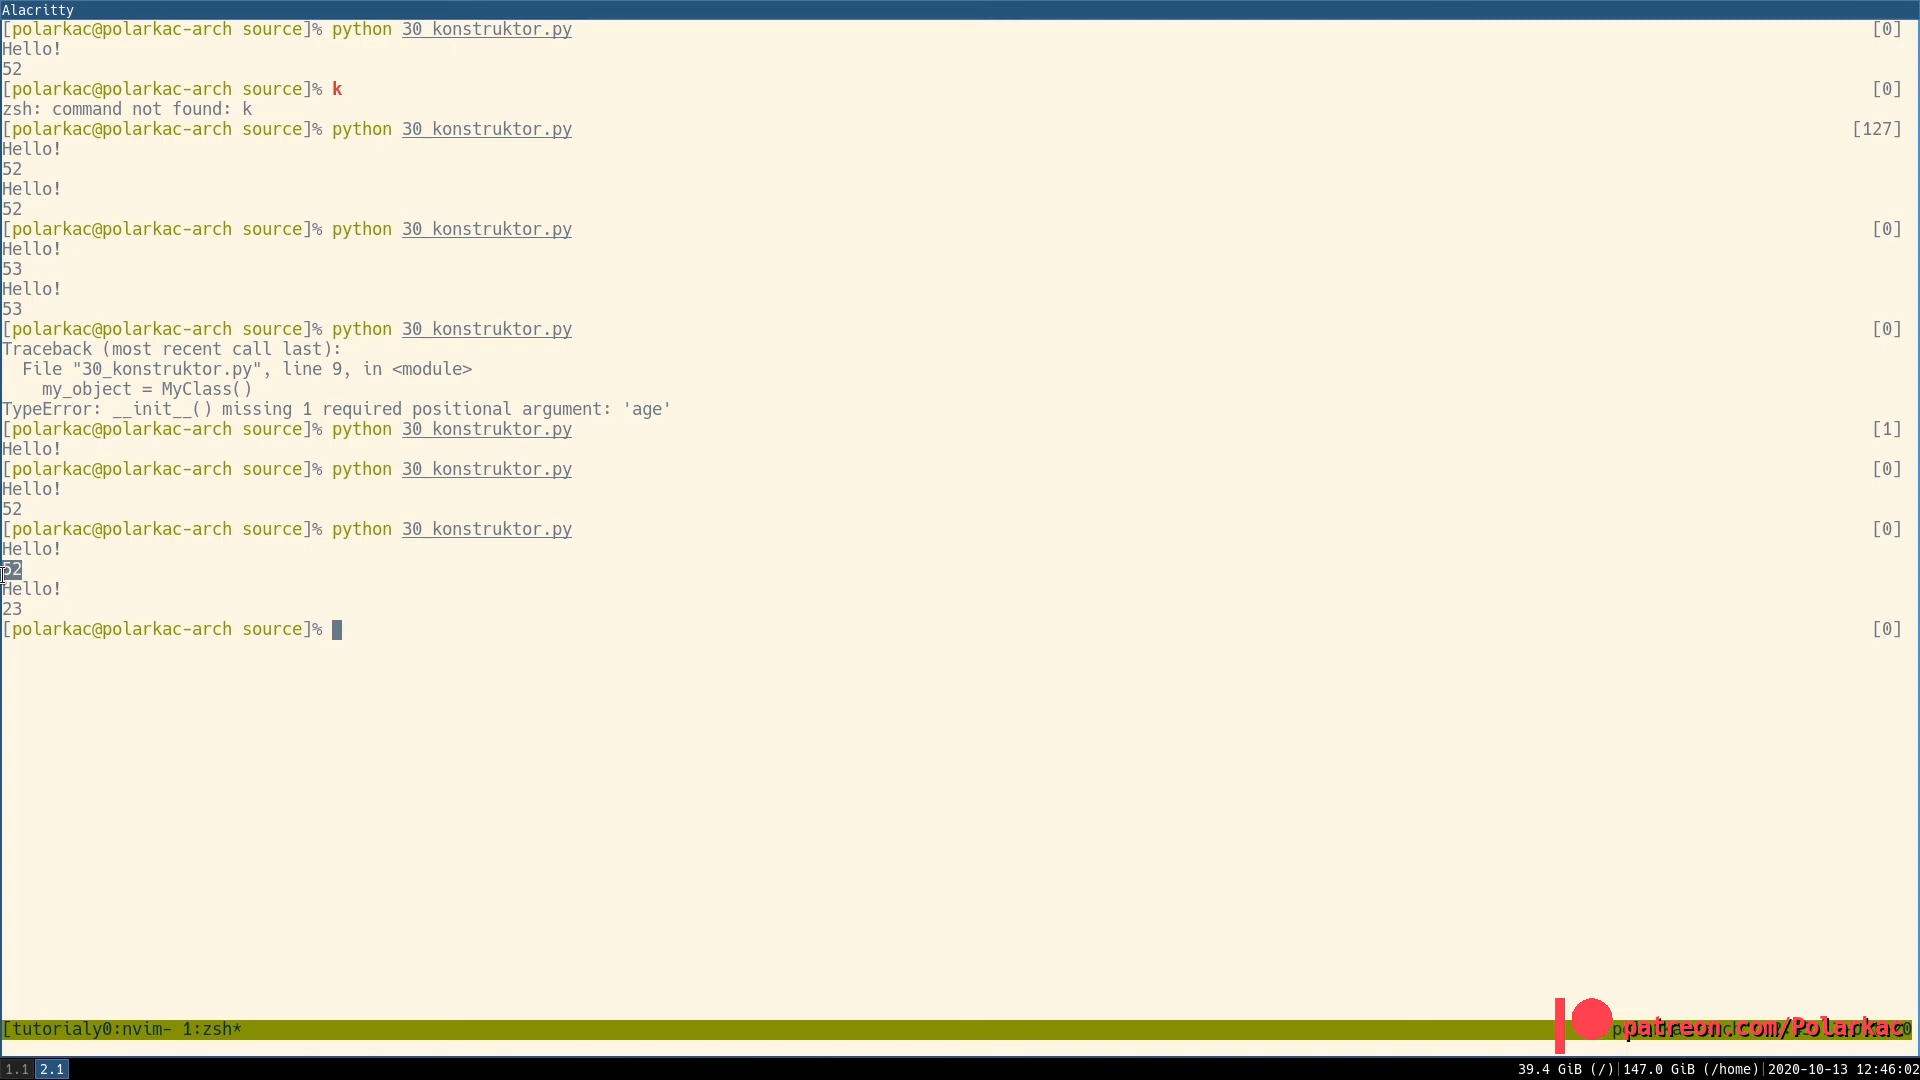 Alacritty
[polarkac@polarkac-arch source]% python 30_konstruktor.py [0]
Hello!
52
[polarkac@polarkac-arch source]% k [0]
zsh: command not found: k
[polarkac@polarkac-arch source]% python 30_konstruktor.py [127]
Hello!
52
Hello!
52
[polarkac@polarkac-arch source]% python 30_konstruktor.py [0]
Hello!
53
Hello!
53
[polarkac@polarkac-arch source]% python 30_konstruktor.py [0]
Traceback (most recent call last):
  File "30_konstruktor.py", line 9, in <module>
    my_object = MyClass()
TypeError: __init__() missing 1 required positional argument: 'age'
[polarkac@polarkac-arch source]% python 30_konstruktor.py [1]
Hello!
[polarkac@polarkac-arch source]% python 30_konstruktor.py [0]
Hello!
52
[polarkac@polarkac-arch source]% python 30_konstruktor.py [0]
Hello!
52
Hello!
23
[polarkac@polarkac-arch source]% [0]
[tutorialy0:nvim- 1:zsh*
patreon.com/Polarkac
1.1 2.1 39.4 GiB (/)|147.0 GiB (/home)|2020-10-13 12:46:02